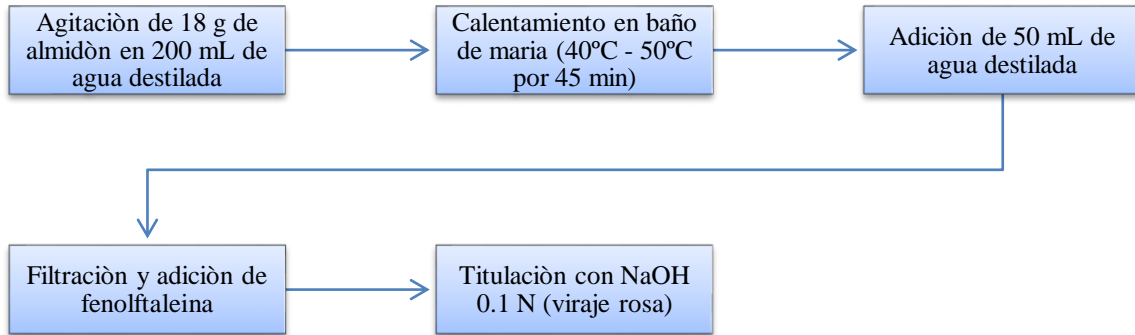 Agitaciòn de 18 g de
almidòn en 200 mL de
agua destilada
Calentamiento en baño
de maria (40ºC - 50ºC
por 45 min)
Adiciòn de 50 mL de
agua destilada
Filtraciòn y adiciòn de
fenolftaleina
Titulaciòn con NaOH
0.1 N (viraje rosa)